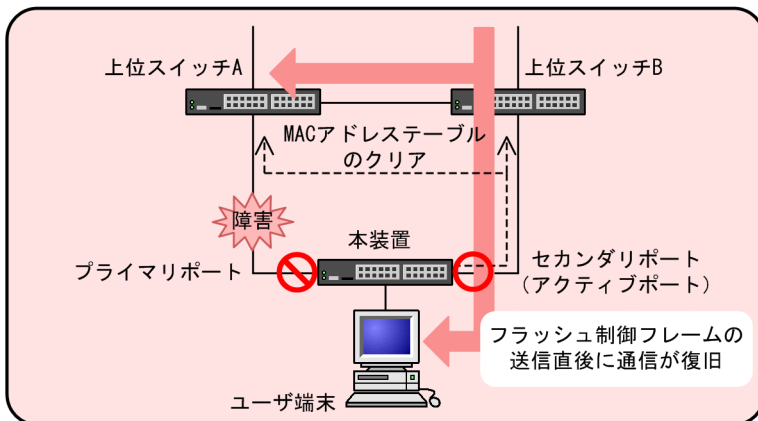 上位スイッチA
上位スイッチB
MACアドレステーブル
のクリア
障害
本装置
プライマリポート
セカンダリポート
(アクティブポート)
フラッシュ制御フレームの
送信直後に通信が復旧
ユーザ端末